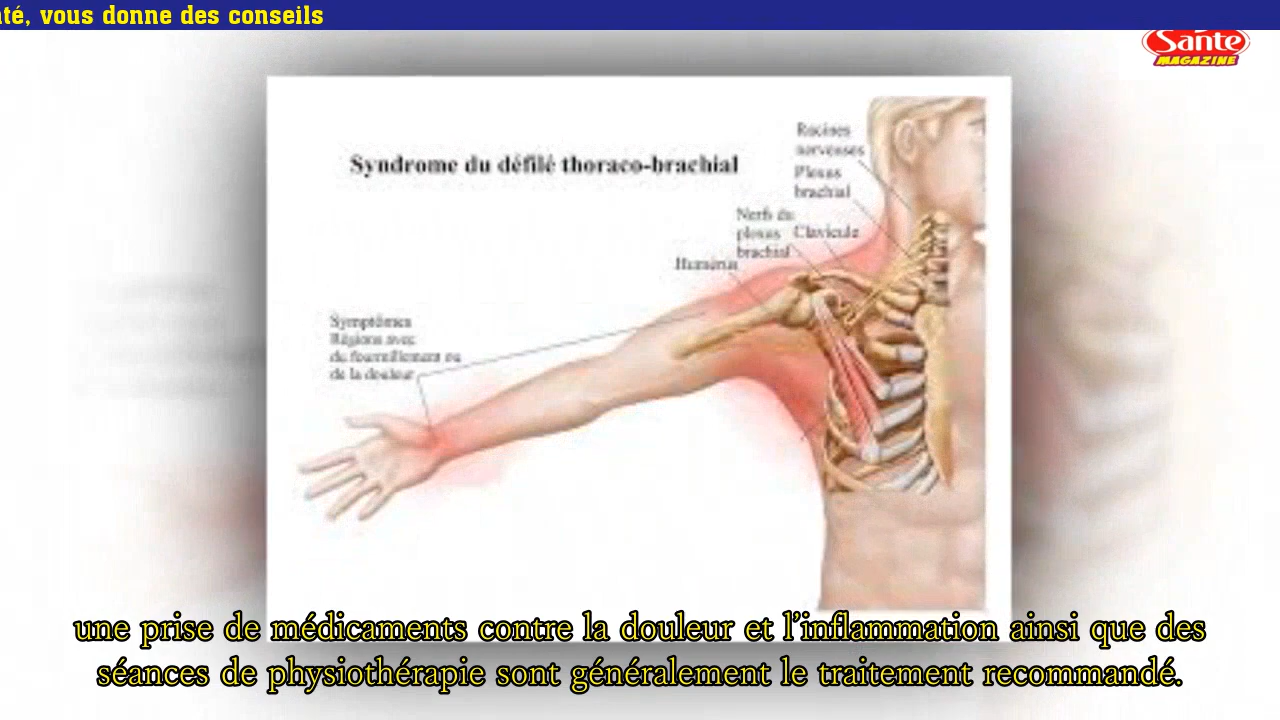 té, vous donne des conseils
Santé
MAGAZINE
Syndrome du défilé thoraco-brachial
Racines
nerveuses
Plexus
brachial
Nerfs du
plexus
brachial
Clavicule
Humérus
Symptômes
Régions avec
du fourmillement ou
de la douleur
une prise de médicaments contre la douleur et l'inflammation ainsi que des
séances de physiothérapie sont généralement le traitement recommandé.